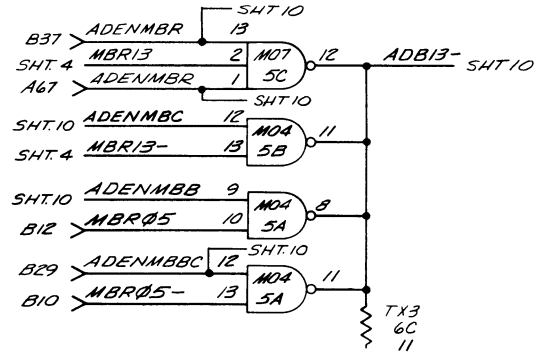 SHT 10
B37 ADENMBR 13
SHT. 4 MBR13 2 M07 12 ADB13- SHT 10
A67 ADENMBR 1 5C
SHT 10
SHT.10 ADENMBC 12 M04 11
SHT. 4 MBR13- 13 5B
SHT.10 ADENMBB 9 M04 8
B12 MBRØ5 10 5A
SHT.10
B29 ADENMBBC 12 M04 11
B10 MBRØ5- 13 5A
TX3
6C
11